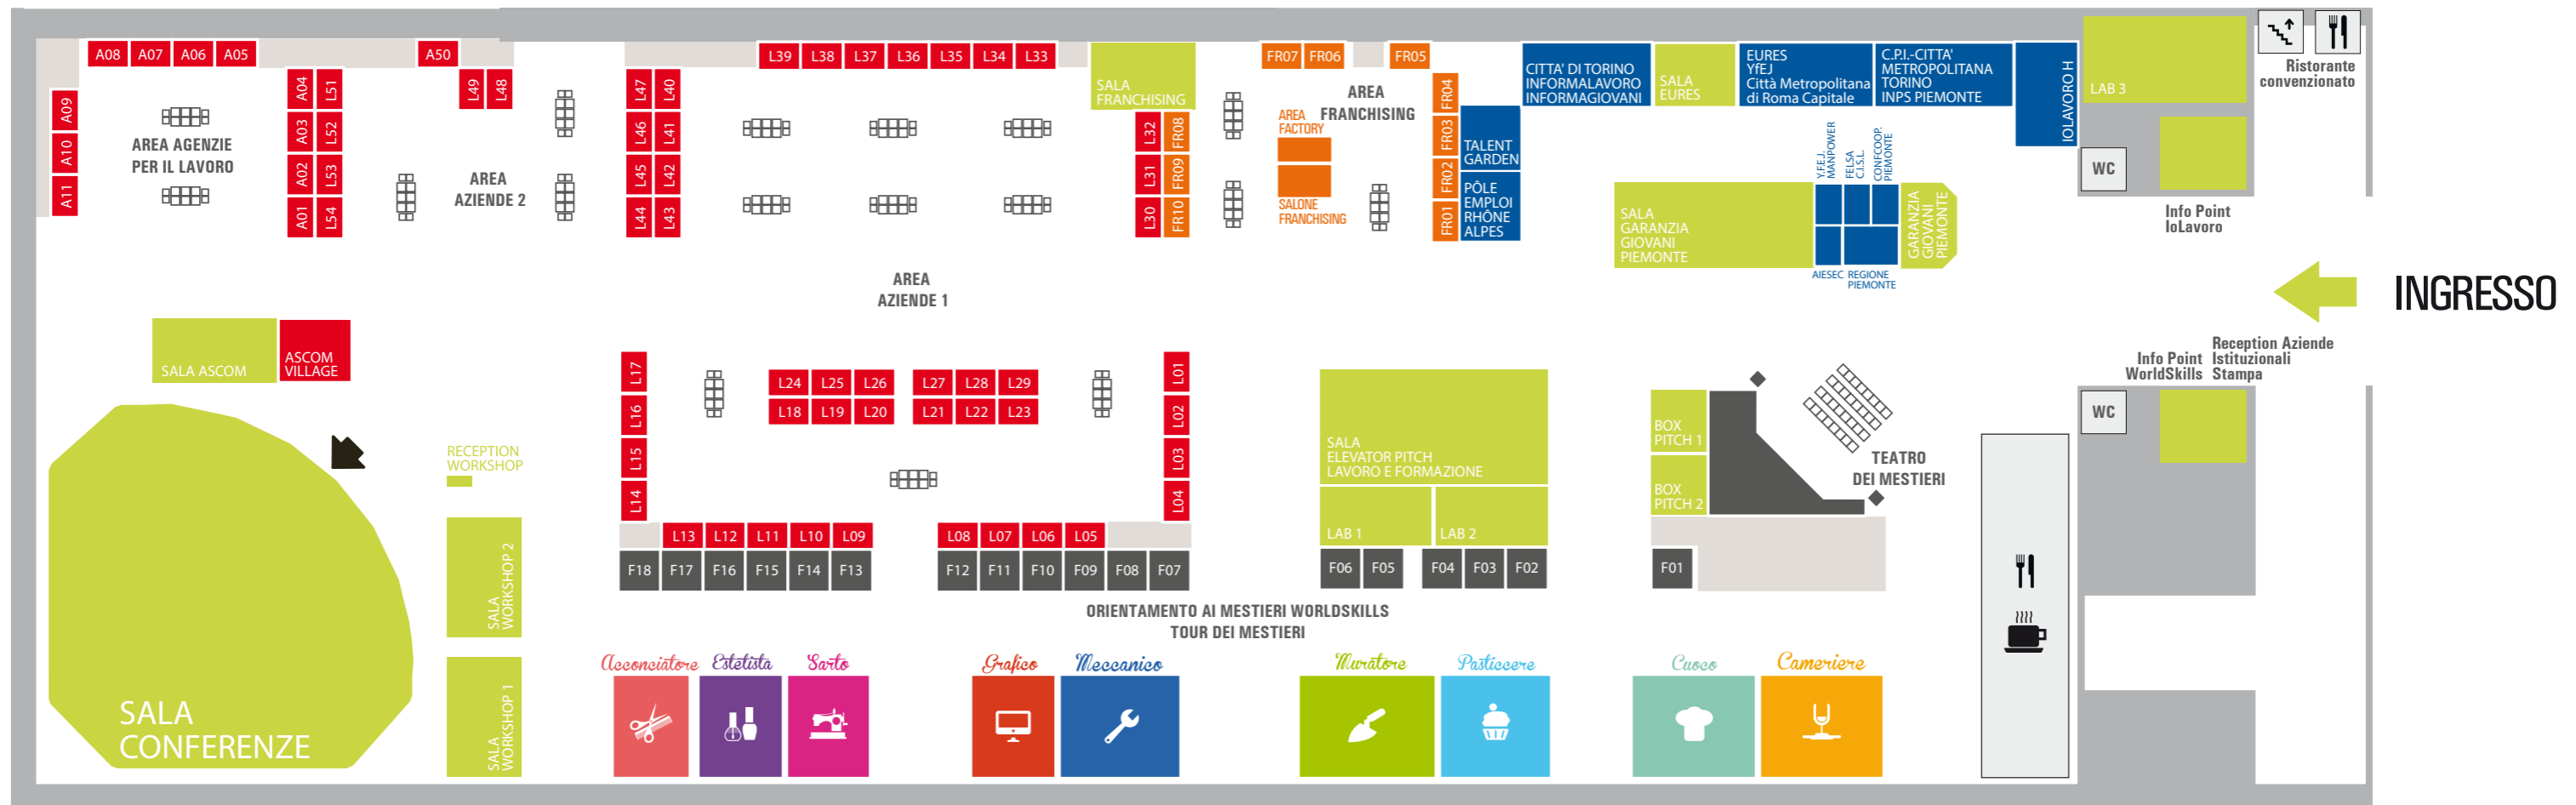 A08
A07
A06
A05
A50
L39
L38
L37
L36
L35
L34
L33
SALA
FRANCHISING
FR07
FR06
FR05
CITTA' DI TORINO
INFORMALAVORO
INFORMAGIOVANI
SALA
EURES
EURES
YfEJ
Città Metropolitana
di Roma Capitale
C.P.I.-CITTA'
METROPOLITANA
TORINO
INPS PIEMONTE
IOLAVORO H
LAB 3
Ristorante
convenzionato
A09
A10
A11
AREA AGENZIE
PER IL LAVORO
A04
A03
A02
A01
L51
L52
L53
L54
L49
L48
AREA
AZIENDE 2
L47
L46
L45
L44
L40
L41
L42
L43
L32
L31
L30
FR08
FR09
FR10
AREA
FRANCHISING
AREA
FACTORY
SALONE
FRANCHISING
FR04
FR03
FR02
FR01
TALENT
GARDEN
PÔLE
EMPLOI
RHÔNE
ALPES
SALA
GARANZIA
GIOVANI
PIEMONTE
Y.F.E.J.
MANPOWER
FELSA
C.I.S.L.
CONFCOOP.
PIEMONTE
AIESEC
REGIONE
PIEMONTE
GARANZIA
GIOVANI
PIEMONTE
WC
Info Point
IoLavoro
INGRESSO
AREA
AZIENDE 1
SALA ASCOM
ASCOM
VILLAGE
L17
L16
L15
L14
L24
L25
L26
L27
L28
L29
L18
L19
L20
L21
L22
L23
L01
L02
L03
L04
SALA
ELEVATOR PITCH
LAVORO E FORMAZIONE
LAB 1
LAB 2
BOX
PITCH 1
BOX
PITCH 2
TEATRO
DEI MESTIERI
Info Point
WorldSkills
Reception Aziende
Istituzionali
Stampa
WC
RECEPTION
WORKSHOP
SALA
WORKSHOP 2
SALA
WORKSHOP 1
SALA
CONFERENZE
L13
L12
L11
L10
L09
L08
L07
L06
L05
F18
F17
F16
F15
F14
F13
F12
F11
F10
F09
F08
F07
F06
F05
F04
F03
F02
F01
ORIENTAMENTO AI MESTIERI WORLDSKILLS
TOUR DEI MESTIERI
Acconciatore
Estetista
Sarto
Grafico
Meccanico
Muratore
Pasticcere
Cuoco
Cameriere